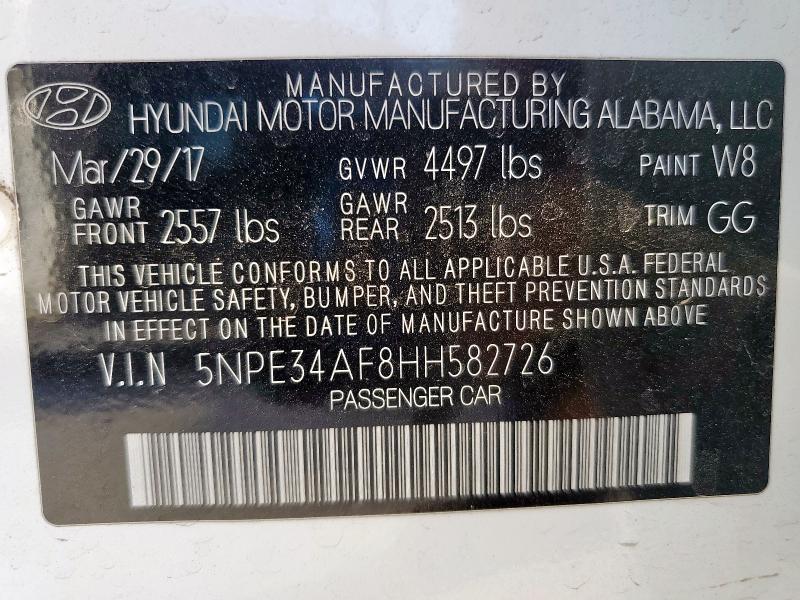 MANUFACTURED BY
HYUNDAI MOTOR MANUFACTURING ALABAMA, LLC
Mar/29/17 GVWR 4497 lbs PAINT W8
GAWR FRONT 2557 lbs GAWR REAR 2513 lbs TRIM GG
THIS VEHICLE CONFORMS TO ALL APPLICABLE U.S.A. FEDERAL
MOTOR VEHICLE SAFETY, BUMPER, AND THEFT PREVENTION STANDARDS
IN EFFECT ON THE DATE OF MANUFACTURE SHOWN ABOVE.
V.I.N 5NPE34AF8HH582726
PASSENGER CAR